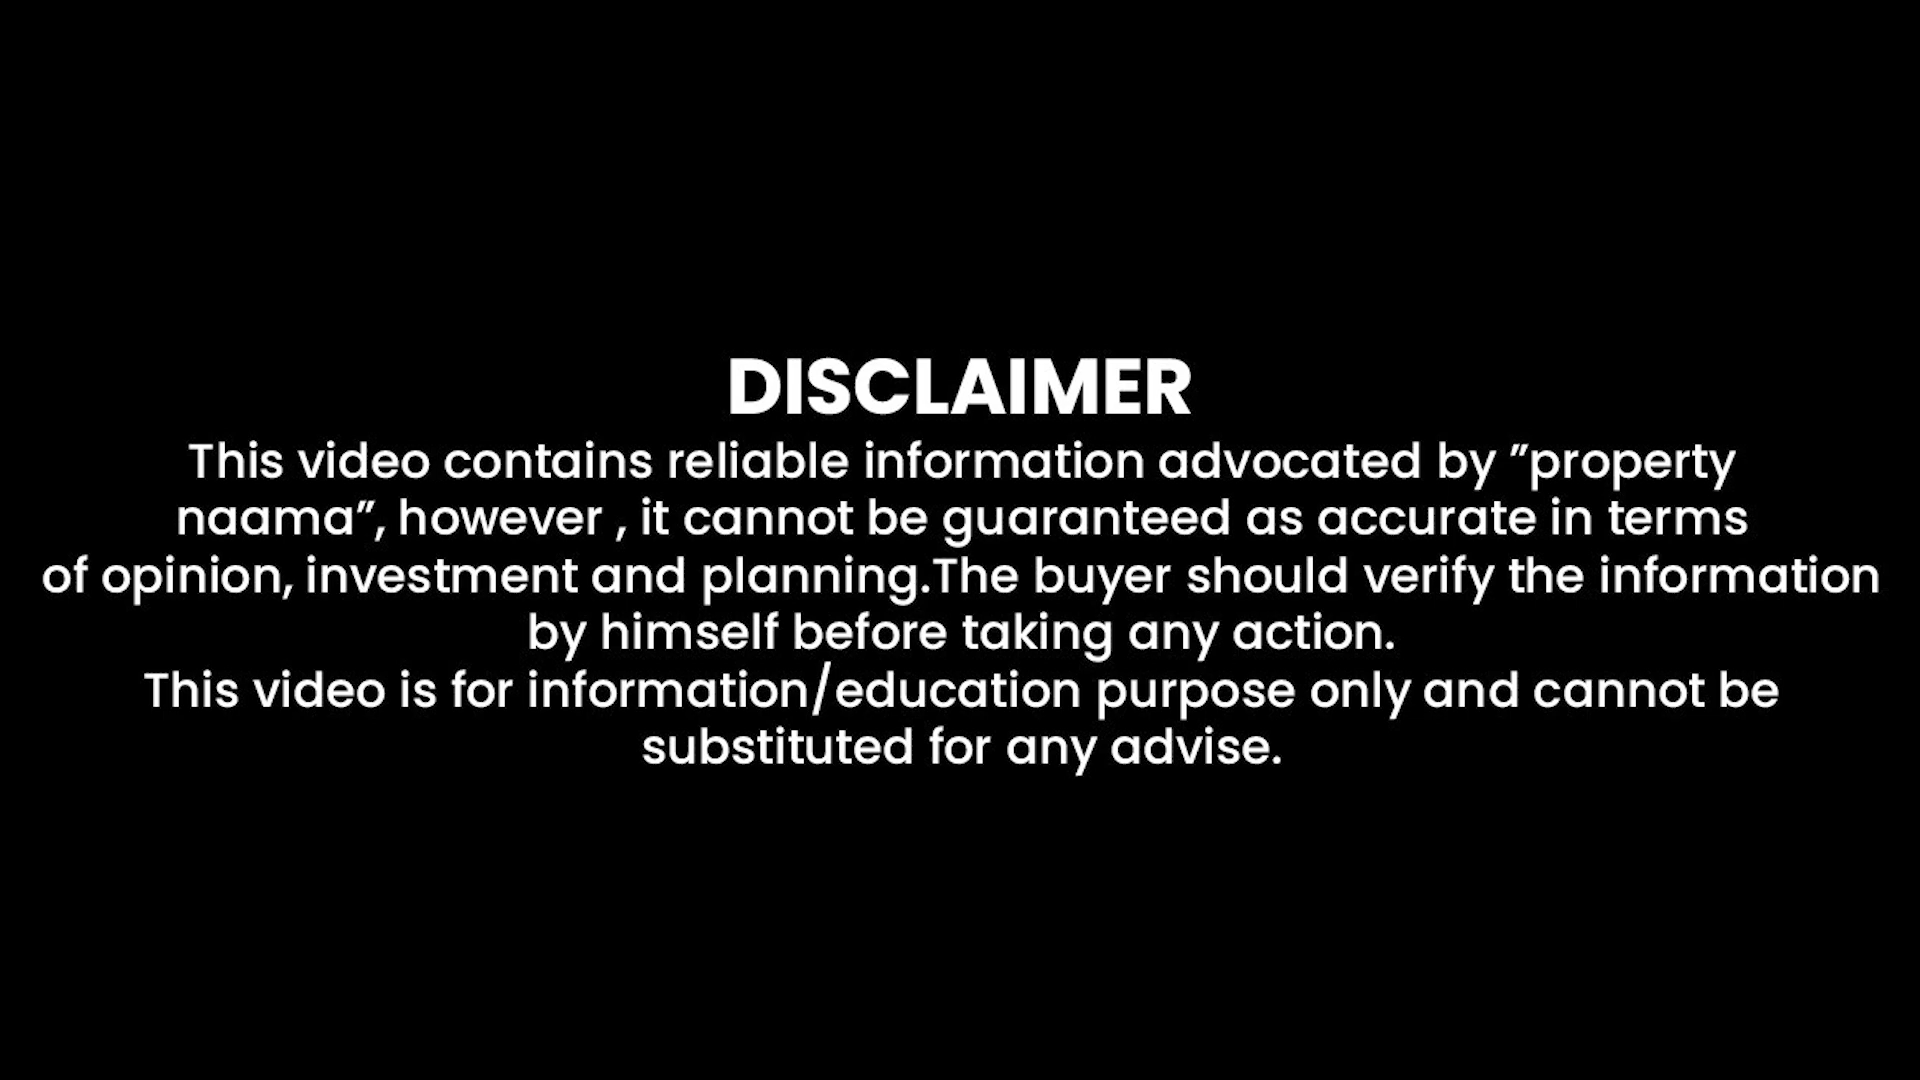 DISCLAIMER
This video contains reliable information advocated by ”property
naama”, however , it cannot be guaranteed as accurate in terms
of opinion, investment and planning.The buyer should verify the information
by himself before taking any action.
This video is for information/education purpose only and cannot be
substituted for any advise.